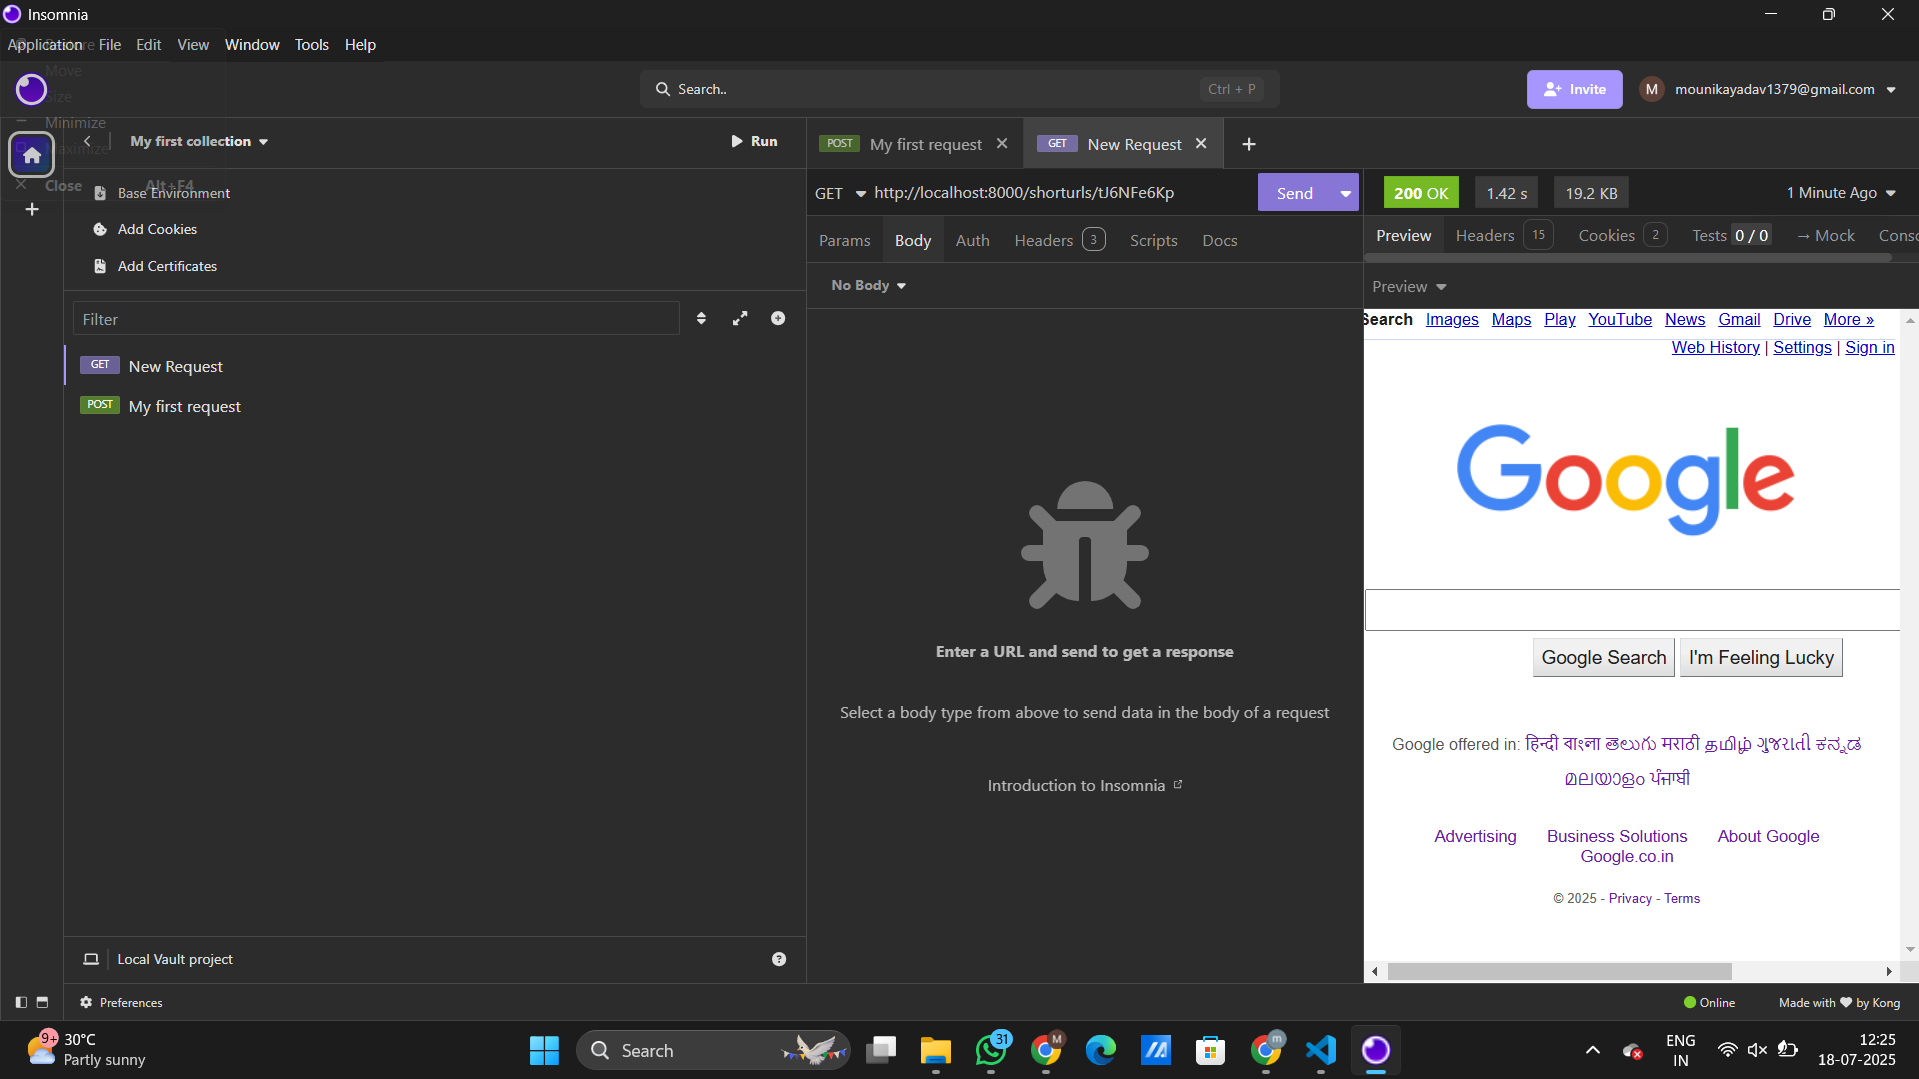 Insomnia
Application File Edit View Window Tools Help
Restore
Move
Size
Minimize
Maximize
Close Alt+F4
Search.. Ctrl + P
Invite
M mounikayadav1379@gmail.com
My first collection
Run
Base Environment
Add Cookies
Add Certificates
Filter
GET New Request
POST My first request
Local Vault project
Preferences
POST My first request
GET New Request
GET http://localhost:8000/shorturls/tJ6NFe6Kp
Send
Params Body Auth Headers 3 Scripts Docs
No Body
Enter a URL and send to get a response
Select a body type from above to send data in the body of a request
Introduction to Insomnia
200 OK 1.42 s 19.2 KB 1 Minute Ago
Preview Headers 15 Cookies 2 Tests 0 / 0 → Mock Consc
Preview
Search Images Maps Play YouTube News Gmail Drive More »
Web History | Settings | Sign in
Google
Google Search I'm Feeling Lucky
Google offered in: हिन्दी বাংলা తెలుగు मराठी தமிழ் ગુજરાતી ಕನ್ನಡ
മലയാളം ਪੰਜਾਬੀ
Advertising Business Solutions About Google
Google.co.in
© 2025 - Privacy - Terms
Online
Made with ❤ by Kong
9+ 30°C
Partly sunny
Search
31
M
m
ENG
IN
12:25
18-07-2025